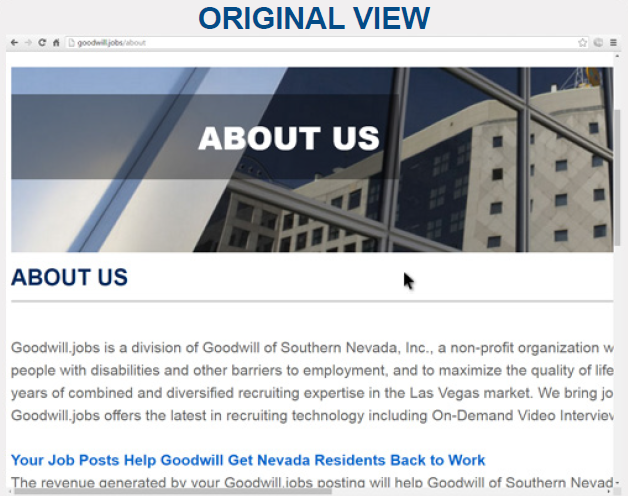 ORIGINAL VIEW
goodwill.jobs/about
ABOUT US
ABOUT US
Goodwill.jobs is a division of Goodwill of Southern Nevada, Inc., a non-profit organization w
people with disabilities and other barriers to employment, and to maximize the quality of life
years of combined and diversified recruiting expertise in the Las Vegas market. We bring jo
Goodwill.jobs offers the latest in recruiting technology including On-Demand Video Interview
Your Job Posts Help Goodwill Get Nevada Residents Back to Work
The revenue generated by your Goodwill.jobs posting will help Goodwill of Southern Nevad